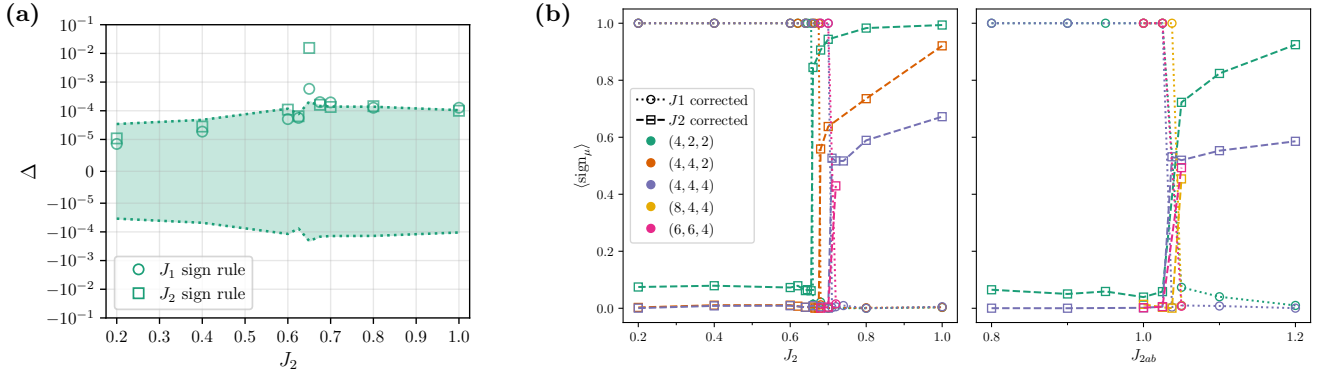 (a)
10⁻¹
10⁻²
10⁻³
10⁻⁴
10⁻⁵
0
−10⁻⁵
−10⁻⁴
−10⁻³
−10⁻²
−10⁻¹
Δ
J₁ sign rule
J₂ sign rule
0.2 0.3 0.4 0.5 0.6 0.7 0.8 0.9 1.0
J₂
(b)
1.0
0.8
0.6
0.4
0.2
0.0
⟨sign_μ⟩
J1 corrected
J2 corrected
(4, 2, 2)
(4, 4, 2)
(4, 4, 4)
(8, 4, 4)
(6, 6, 4)
0.2 0.4 0.6 0.8 1.0
J₂
0.8 1.0 1.2
J₂ₐᵦ